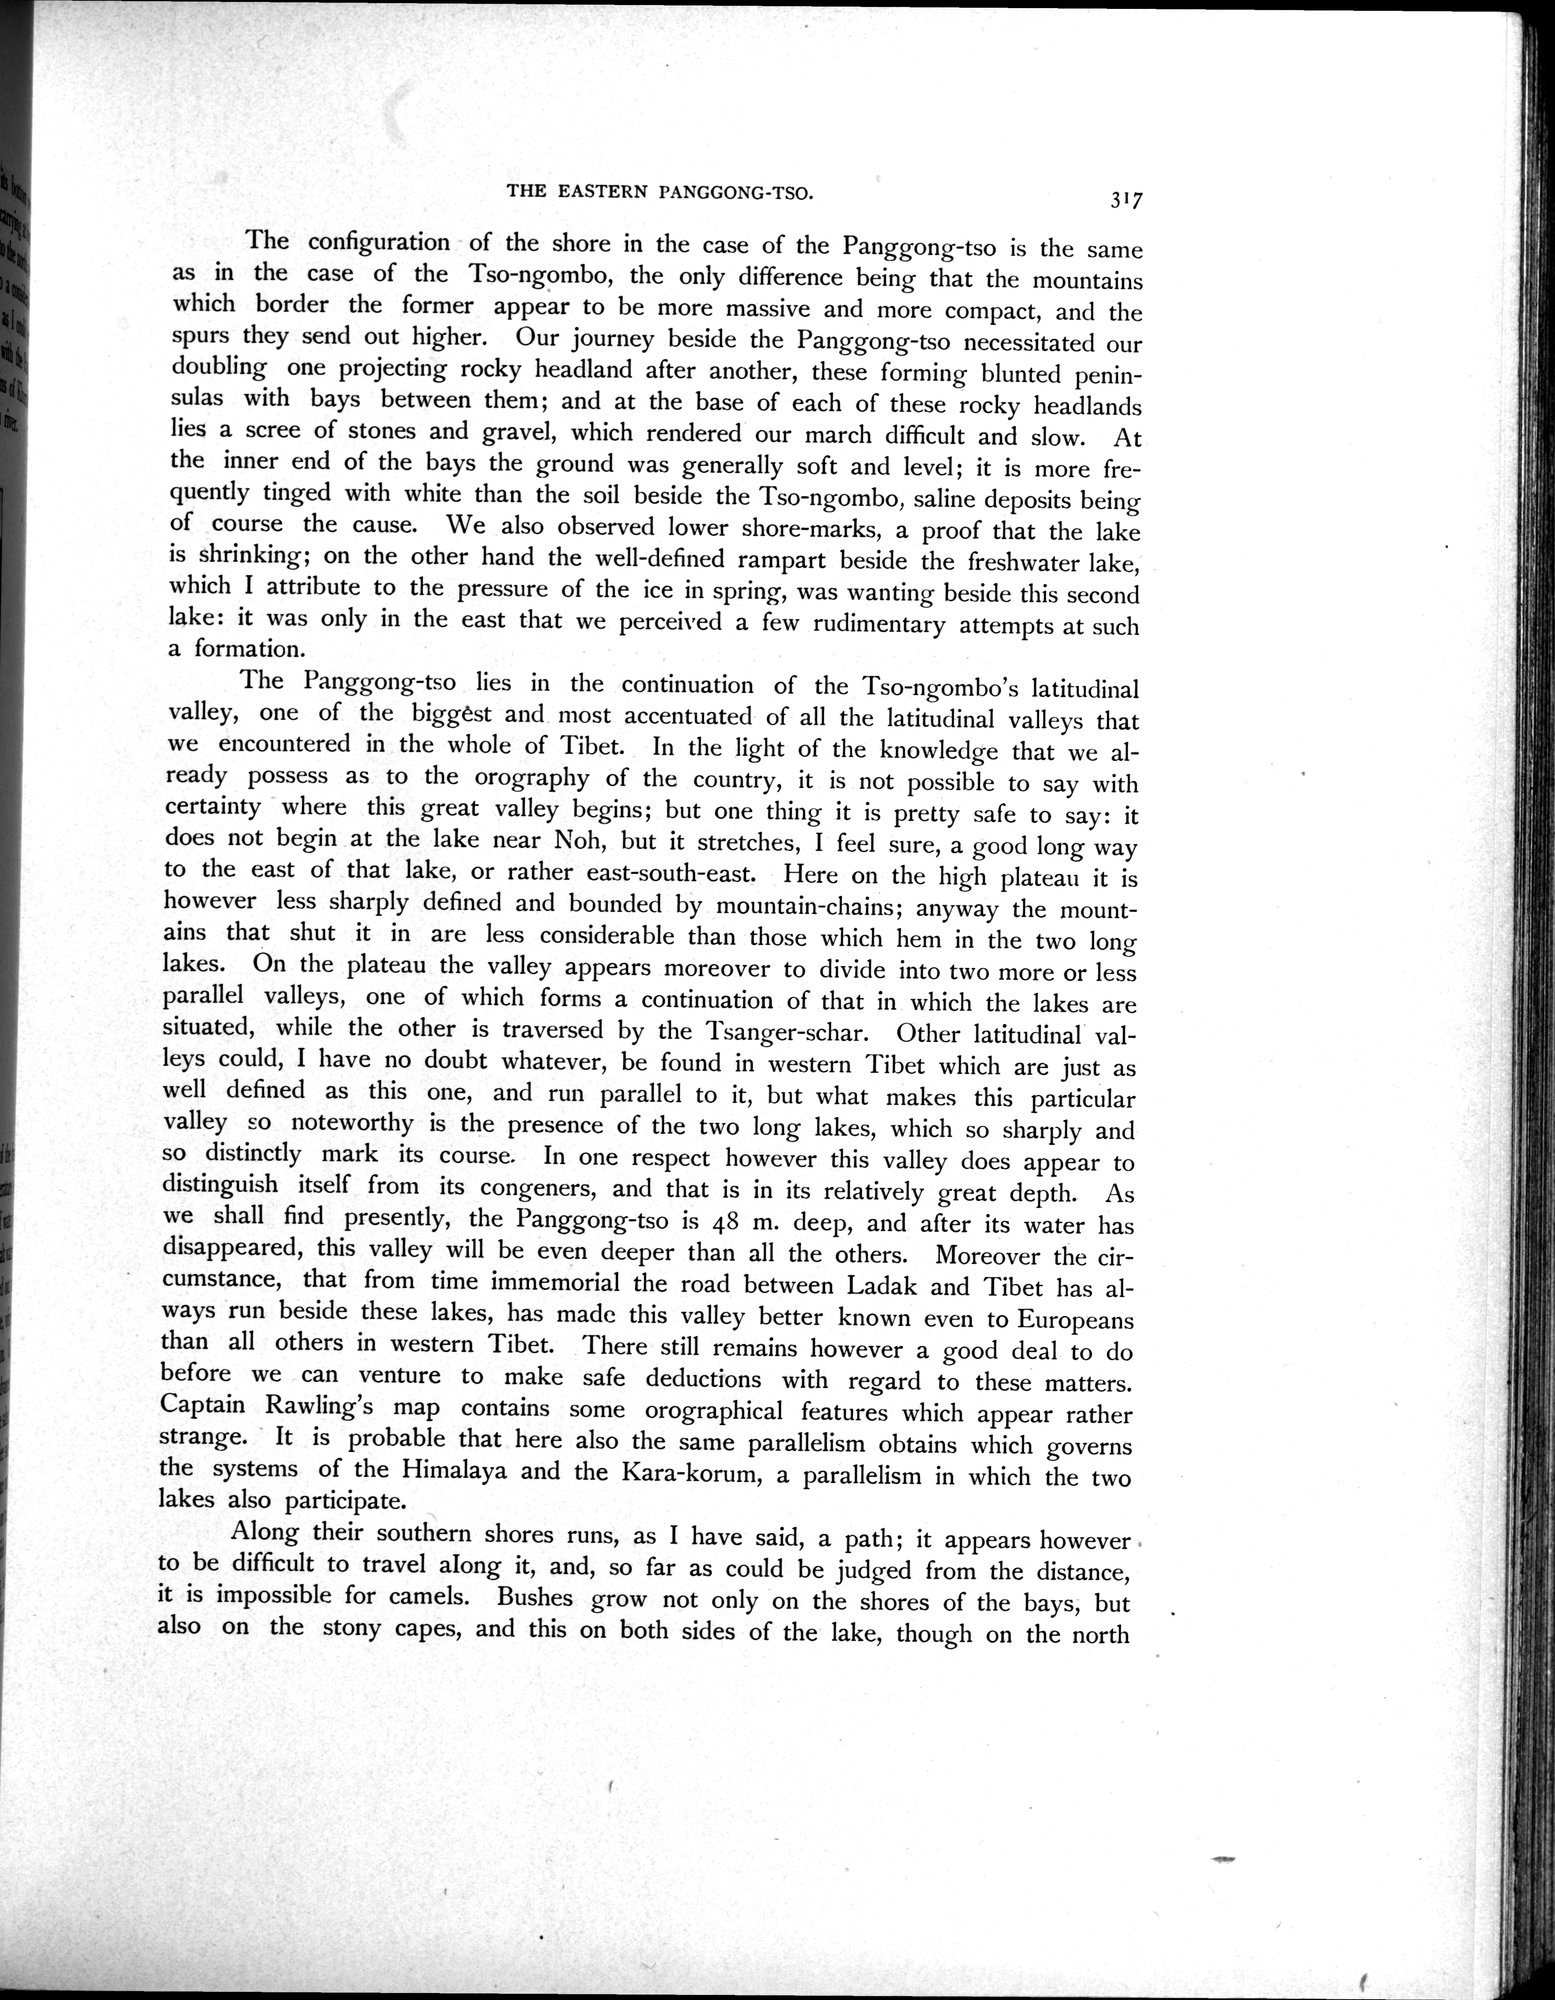 THE EASTERN PANGGONG-TSO. 317
The configuration of the shore in the case of the Panggong-tso is the same
as in the case of the Tso-ngombo, the only difference being that the mountains
which border the former appear to be more massive and more compact, and the
spurs they send out higher. Our journey beside the Panggong-tso necessitated our
doubling one projecting rocky headland after another, these forming blunted penin-
sulas with bays between them; and at the base of each of these rocky headlands
lies a scree of stones and gravel, which rendered our march difficult and slow. At
the inner end of the bays the ground was generally soft and level; it is more fre-
quently tinged with white than the soil beside the Tso-ngombo, saline deposits being
of course the cause. We also observed lower shore-marks, a proof that the lake
is shrinking; on the other hand the well-defined rampart beside the freshwater lake,
which I attribute to the pressure of the ice in spring, was wanting beside this second
lake: it was only in the east that we perceived a few rudimentary attempts at such
a formation.
The Panggong-tso lies in the continuation of the Tso-ngombo's latitudinal
valley, one of the biggest and most accentuated of all the latitudinal valleys that
we encountered in the whole of Tibet. In the light of the knowledge that we al-
ready possess as to the orography of the country, it is not possible to say with
certainty where this great valley begins; but one thing it is pretty safe to say: it
does not begin at the lake near Noh, but it stretches, I feel sure, a good long way
to the east of that lake, or rather east-south-east. Here on the high plateau it is
however less sharply defined and bounded by mountain-chains; anyway the mount-
ains that shut it in are less considerable than those which hem in the two long
lakes. On the plateau the valley appears moreover to divide into two more or less
parallel valleys, one of which forms a continuation of that in which the lakes are
situated, while the other is traversed by the Tsanger-schar. Other latitudinal val-
leys could, I have no doubt whatever, be found in western Tibet which are just as
well defined as this one, and run parallel to it, but what makes this particular
valley so noteworthy is the presence of the two long lakes, which so sharply and
so distinctly mark its course. In one respect however this valley does appear to
distinguish itself from its congeners, and that is in its relatively great depth. As
we shall find presently, the Panggong-tso is 48 m. deep, and after its water has
disappeared, this valley will be even deeper than all the others. Moreover the cir-
cumstance, that from time immemorial the road between Ladak and Tibet has al-
ways run beside these lakes, has made this valley better known even to Europeans
than all others in western Tibet. There still remains however a good deal to do
before we can venture to make safe deductions with regard to these matters.
Captain Rawling's map contains some orographical features which appear rather
strange. It is probable that here also the same parallelism obtains which governs
the systems of the Himalaya and the Kara-korum, a parallelism in which the two
lakes also participate.
Along their southern shores runs, as I have said, a path; it appears however
to be difficult to travel along it, and, so far as could be judged from the distance,
it is impossible for camels. Bushes grow not only on the shores of the bays, but
also on the stony capes, and this on both sides of the lake, though on the north